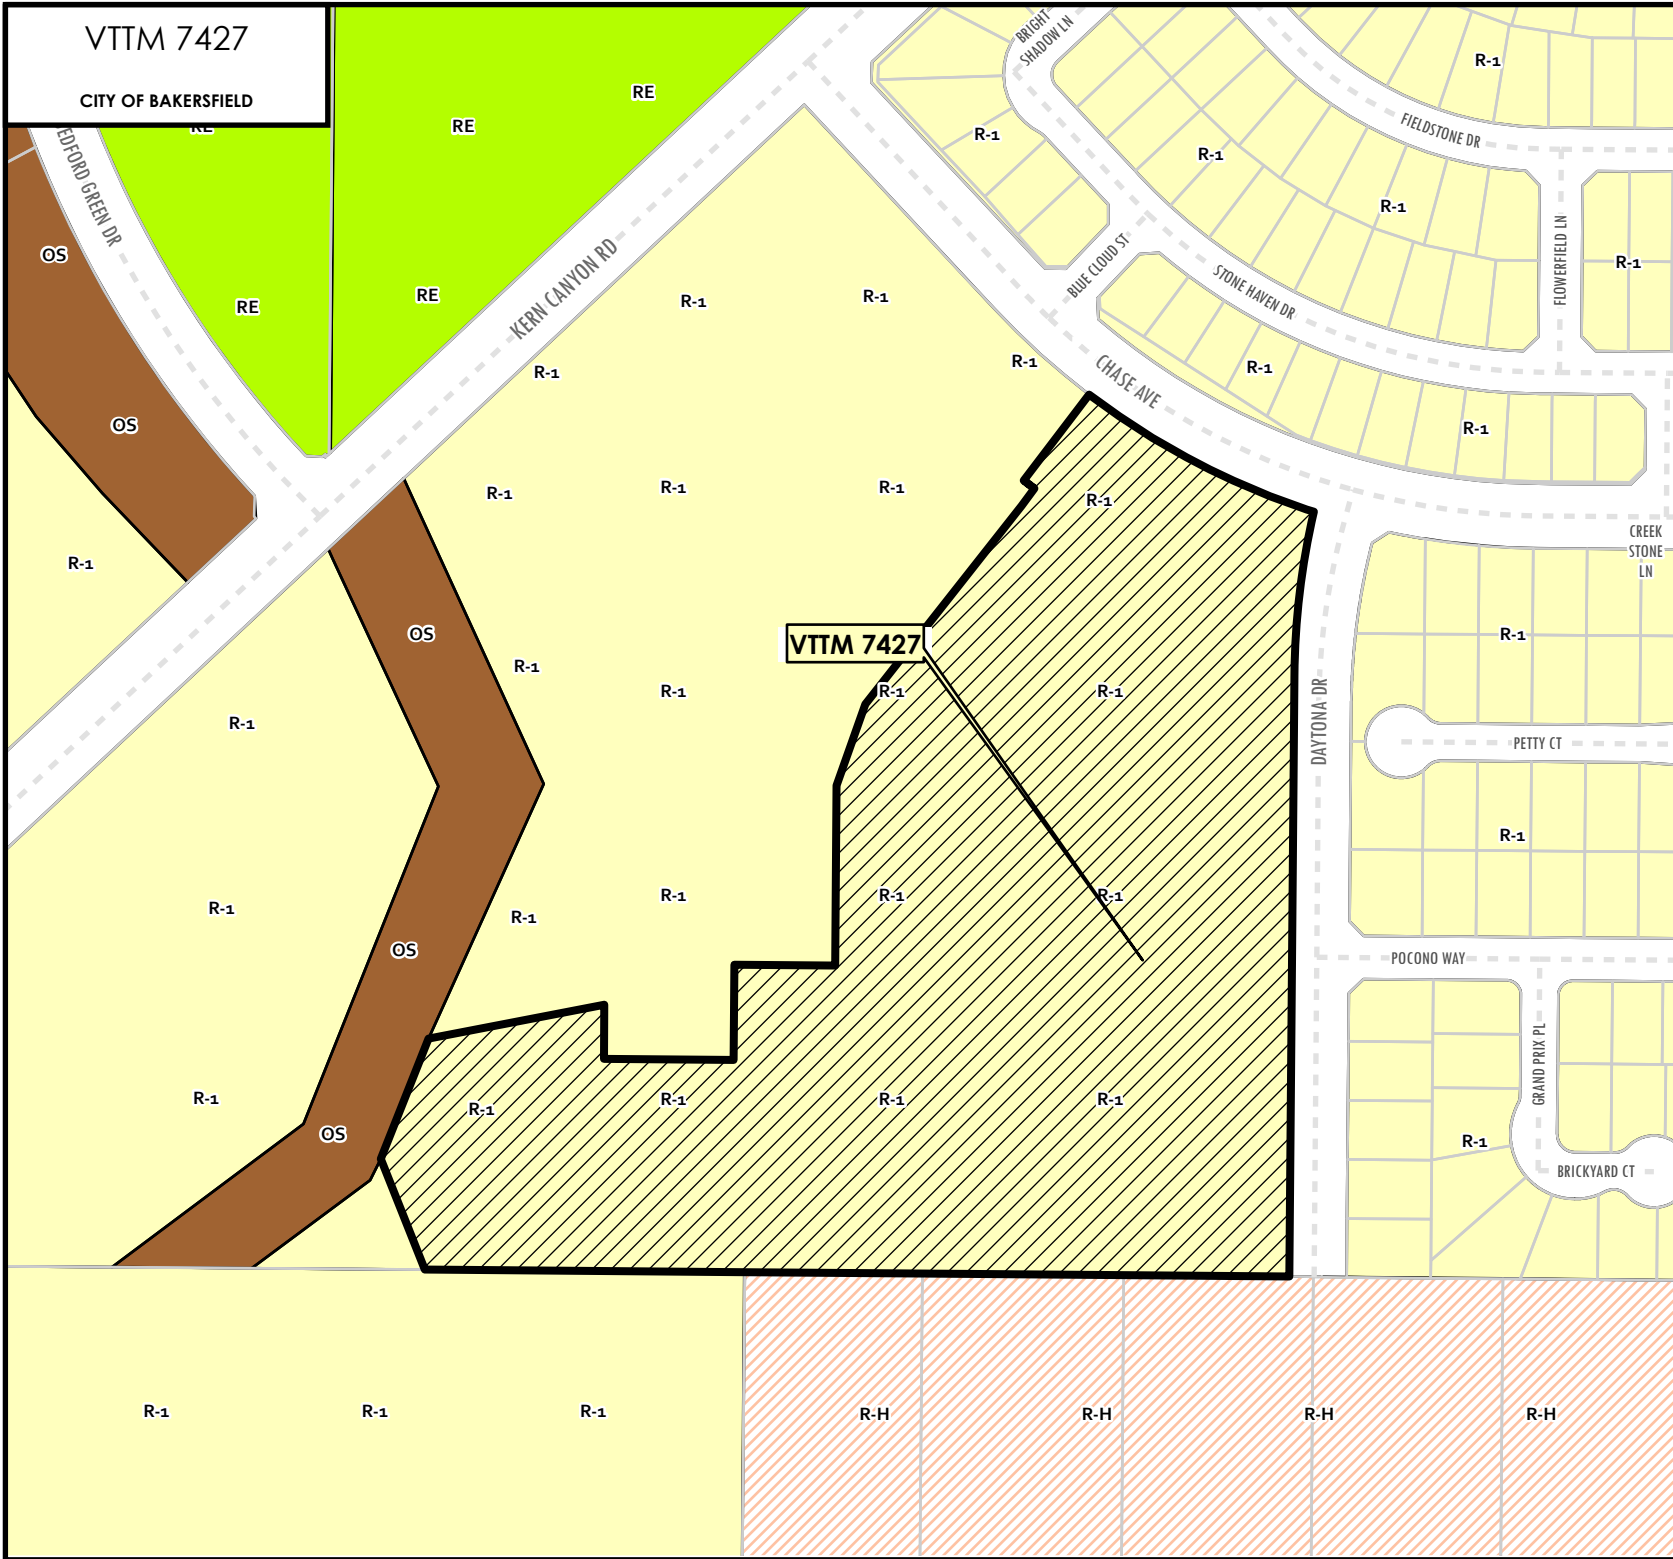 VTTM 7427
CITY OF BAKERSFIELD
RE
RE
RE
RE
RE
EDFORD GREEN DR
OS
OS
KERN CANYON RD
BRIGHT
SHADOW LN
R-1
R-1
R-1
R-1
R-1
FIELDSTONE DR
FLOWERFIELD LN
BLUE CLOUD ST
STONE HAVEN DR
R-1
R-1
CHASE AVE
R-1
R-1
R-1
R-1
R-1
R-1
R-1
R-1
CREEK
STONE
LN
R-1
OS
VTTM 7427
R-1
R-1
R-1
R-1
R-1
R-1
DAYTONA DR
PETTY CT
R-1
R-1
R-1
R-1
R-1
R-1
OS
POCONO WAY
GRAND PRIX PL
R-1
R-1
R-1
R-1
R-1
OS
R-1
BRICKYARD CT
R-1
R-1
R-1
R-H
R-H
R-H
R-H